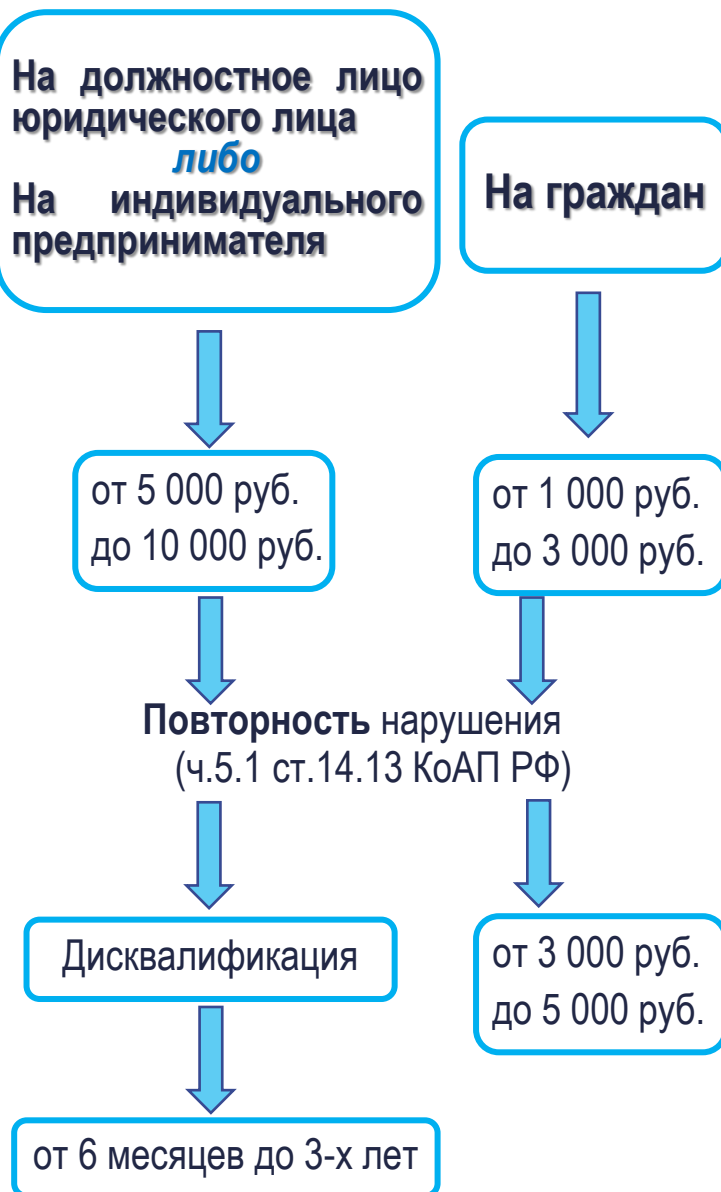 На должностное лицо
юридического лица
либо
На индивидуального
предпринимателя
На граждан
от 5 000 руб.
до 10 000 руб.
от 1 000 руб.
до 3 000 руб.
Повторность нарушения
(ч.5.1 ст.14.13 КоАП РФ)
Дисквалификация
от 6 месяцев до 3-х лет
от 3 000 руб.
до 5 000 руб.